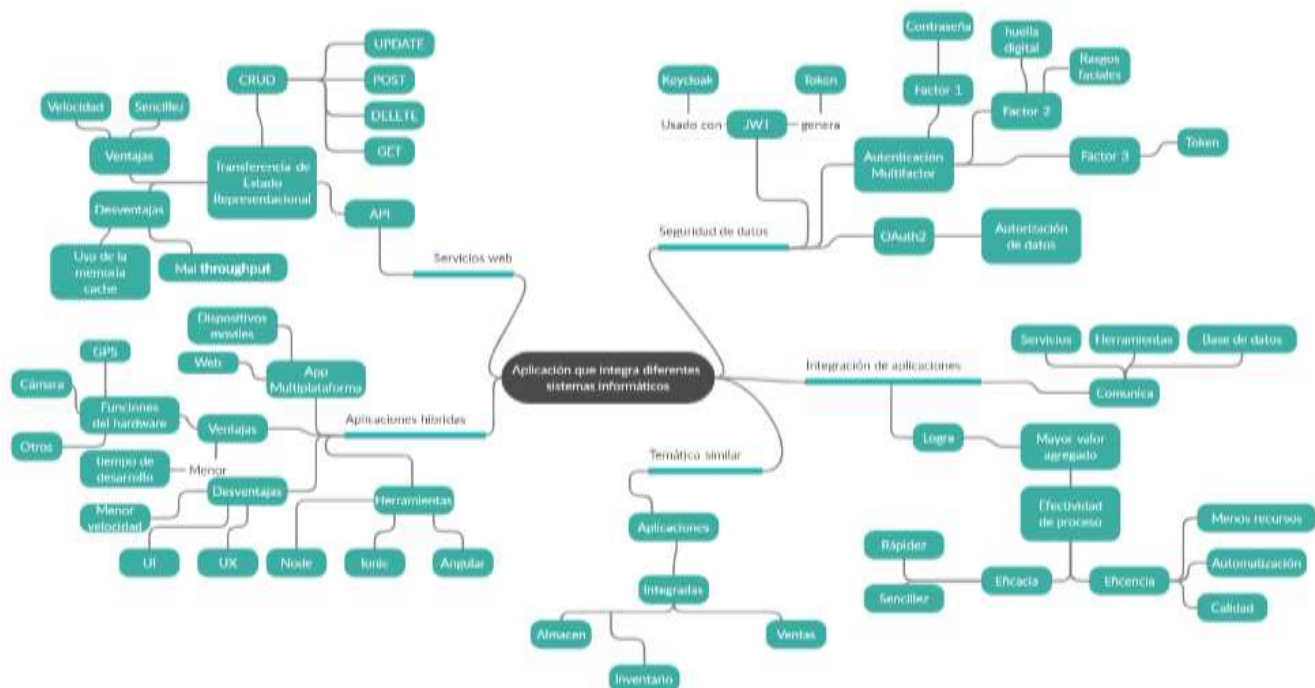 UPDATE
CRUD
POST
DELETE
GET
Velocidad
Sencillez
Ventajas
Transferencia de
Estado
Representacional
Desventajas
API
Uso de la
memoria
cache
Mal throughput
Servicios web
Contraseña
huella
digital
Rasgos
faciales
Keycloak
Token
Factor 1
Factor 2
Usado con
JWT
genera
Autenticación
Multifactor
Factor 3
Token
Seguridad de datos
OAuth2
Autorización
de datos
Aplicación que integra diferentes
sistemas informáticos
Dispositivos
moviles
GPS
Web
App
Multiplataforma
Cámara
Funciones
del hardware
Ventajas
Aplicaciones hibridas
Otros
tiempo de
desarrollo
Menor
Desventajas
Menor
velocidad
Herramientas
UI
UX
Node
Ionic
Angular
Servicios
Herramientas
Base de datos
Integración de aplicaciones
Comunica
Logra
Mayor valor
agregado
Efectividad
de proceso
Menos recursos
Rápidez
Automatización
Eficacia
Eficencia
Sencillez
Calidad
Temática similar
Aplicaciones
Integradas
Almacen
Ventas
Inventario